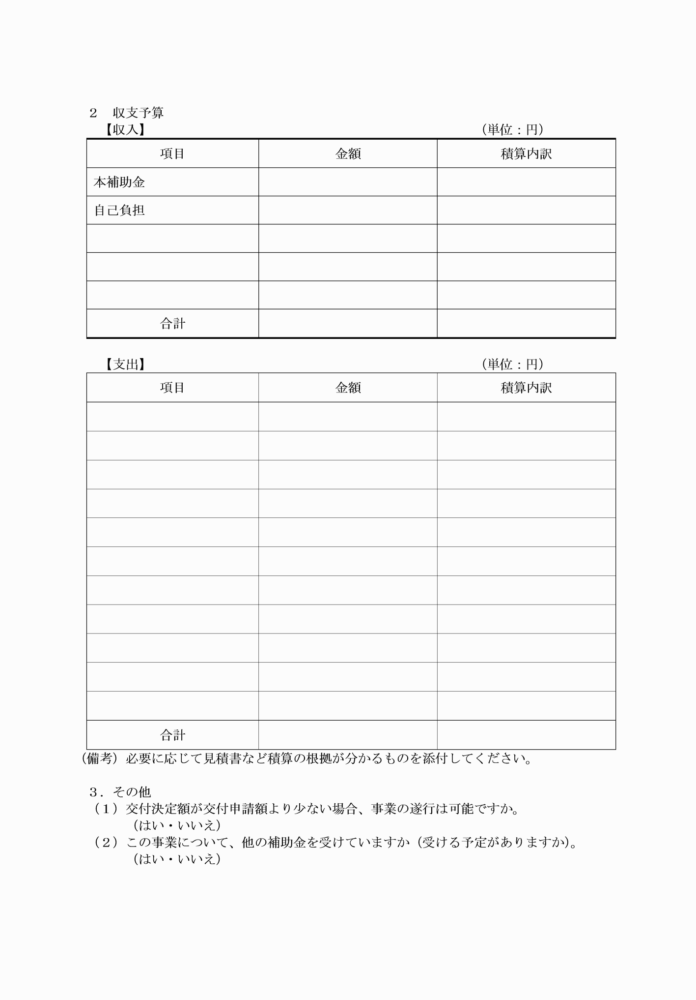 ２　収支予算
【収入】　（単位：円）
項目　金額　積算内訳
本補助金
自己負担
合計
【支出】　（単位：円）
項目　金額　積算内訳
合計
（備考）必要に応じて見積書など積算の根拠が分かるものを添付してください。
３．その他
（１）交付決定額が交付申請額より少ない場合、事業の遂行は可能ですか。
（はい・いいえ）
（２）この事業について、他の補助金を受けていますか（受ける予定がありますか）。
（はい・いいえ）